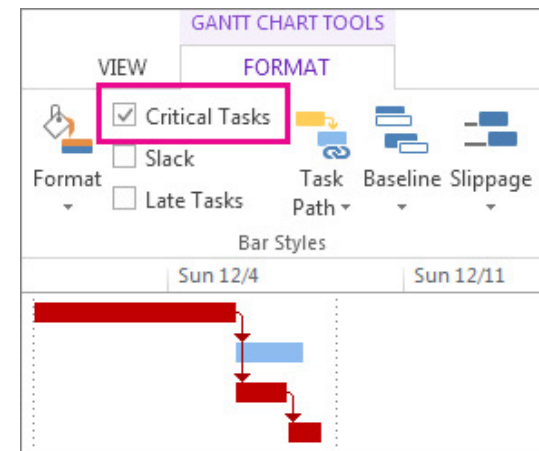 GANTT CHART TOOLS
VIEW
FORMAT
Critical Tasks
Slack
Late Tasks
Format
Task
Path
Baseline
Slippage
Bar Styles
Sun 12/4
Sun 12/11